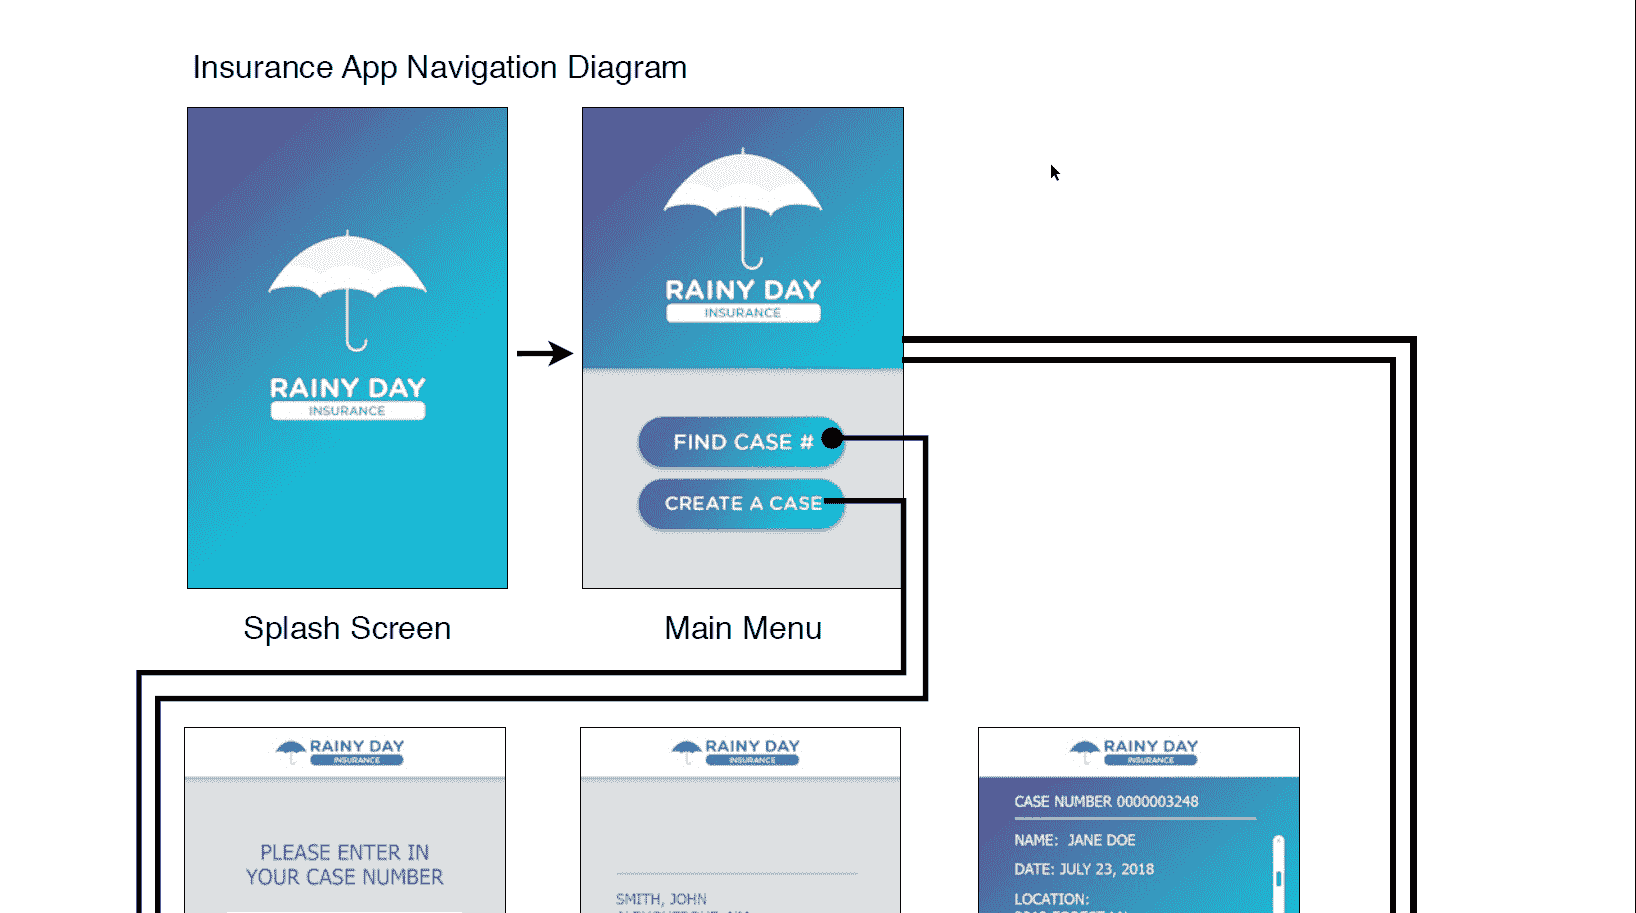 Insurance App Navigation Diagram
RAINY DAY
INSURANCE
RAINY DAY
INSURANCE
FIND CASE #
CREATE A CASE
Splash Screen
Main Menu
RAINY DAY
INSURANCE
PLEASE ENTER IN
YOUR CASE NUMBER
RAINY DAY
INSURANCE
SMITH, JOHN
RAINY DAY
INSURANCE
CASE NUMBER 0000003248
NAME: JANE DOE
DATE: JULY 23, 2018
LOCATION: